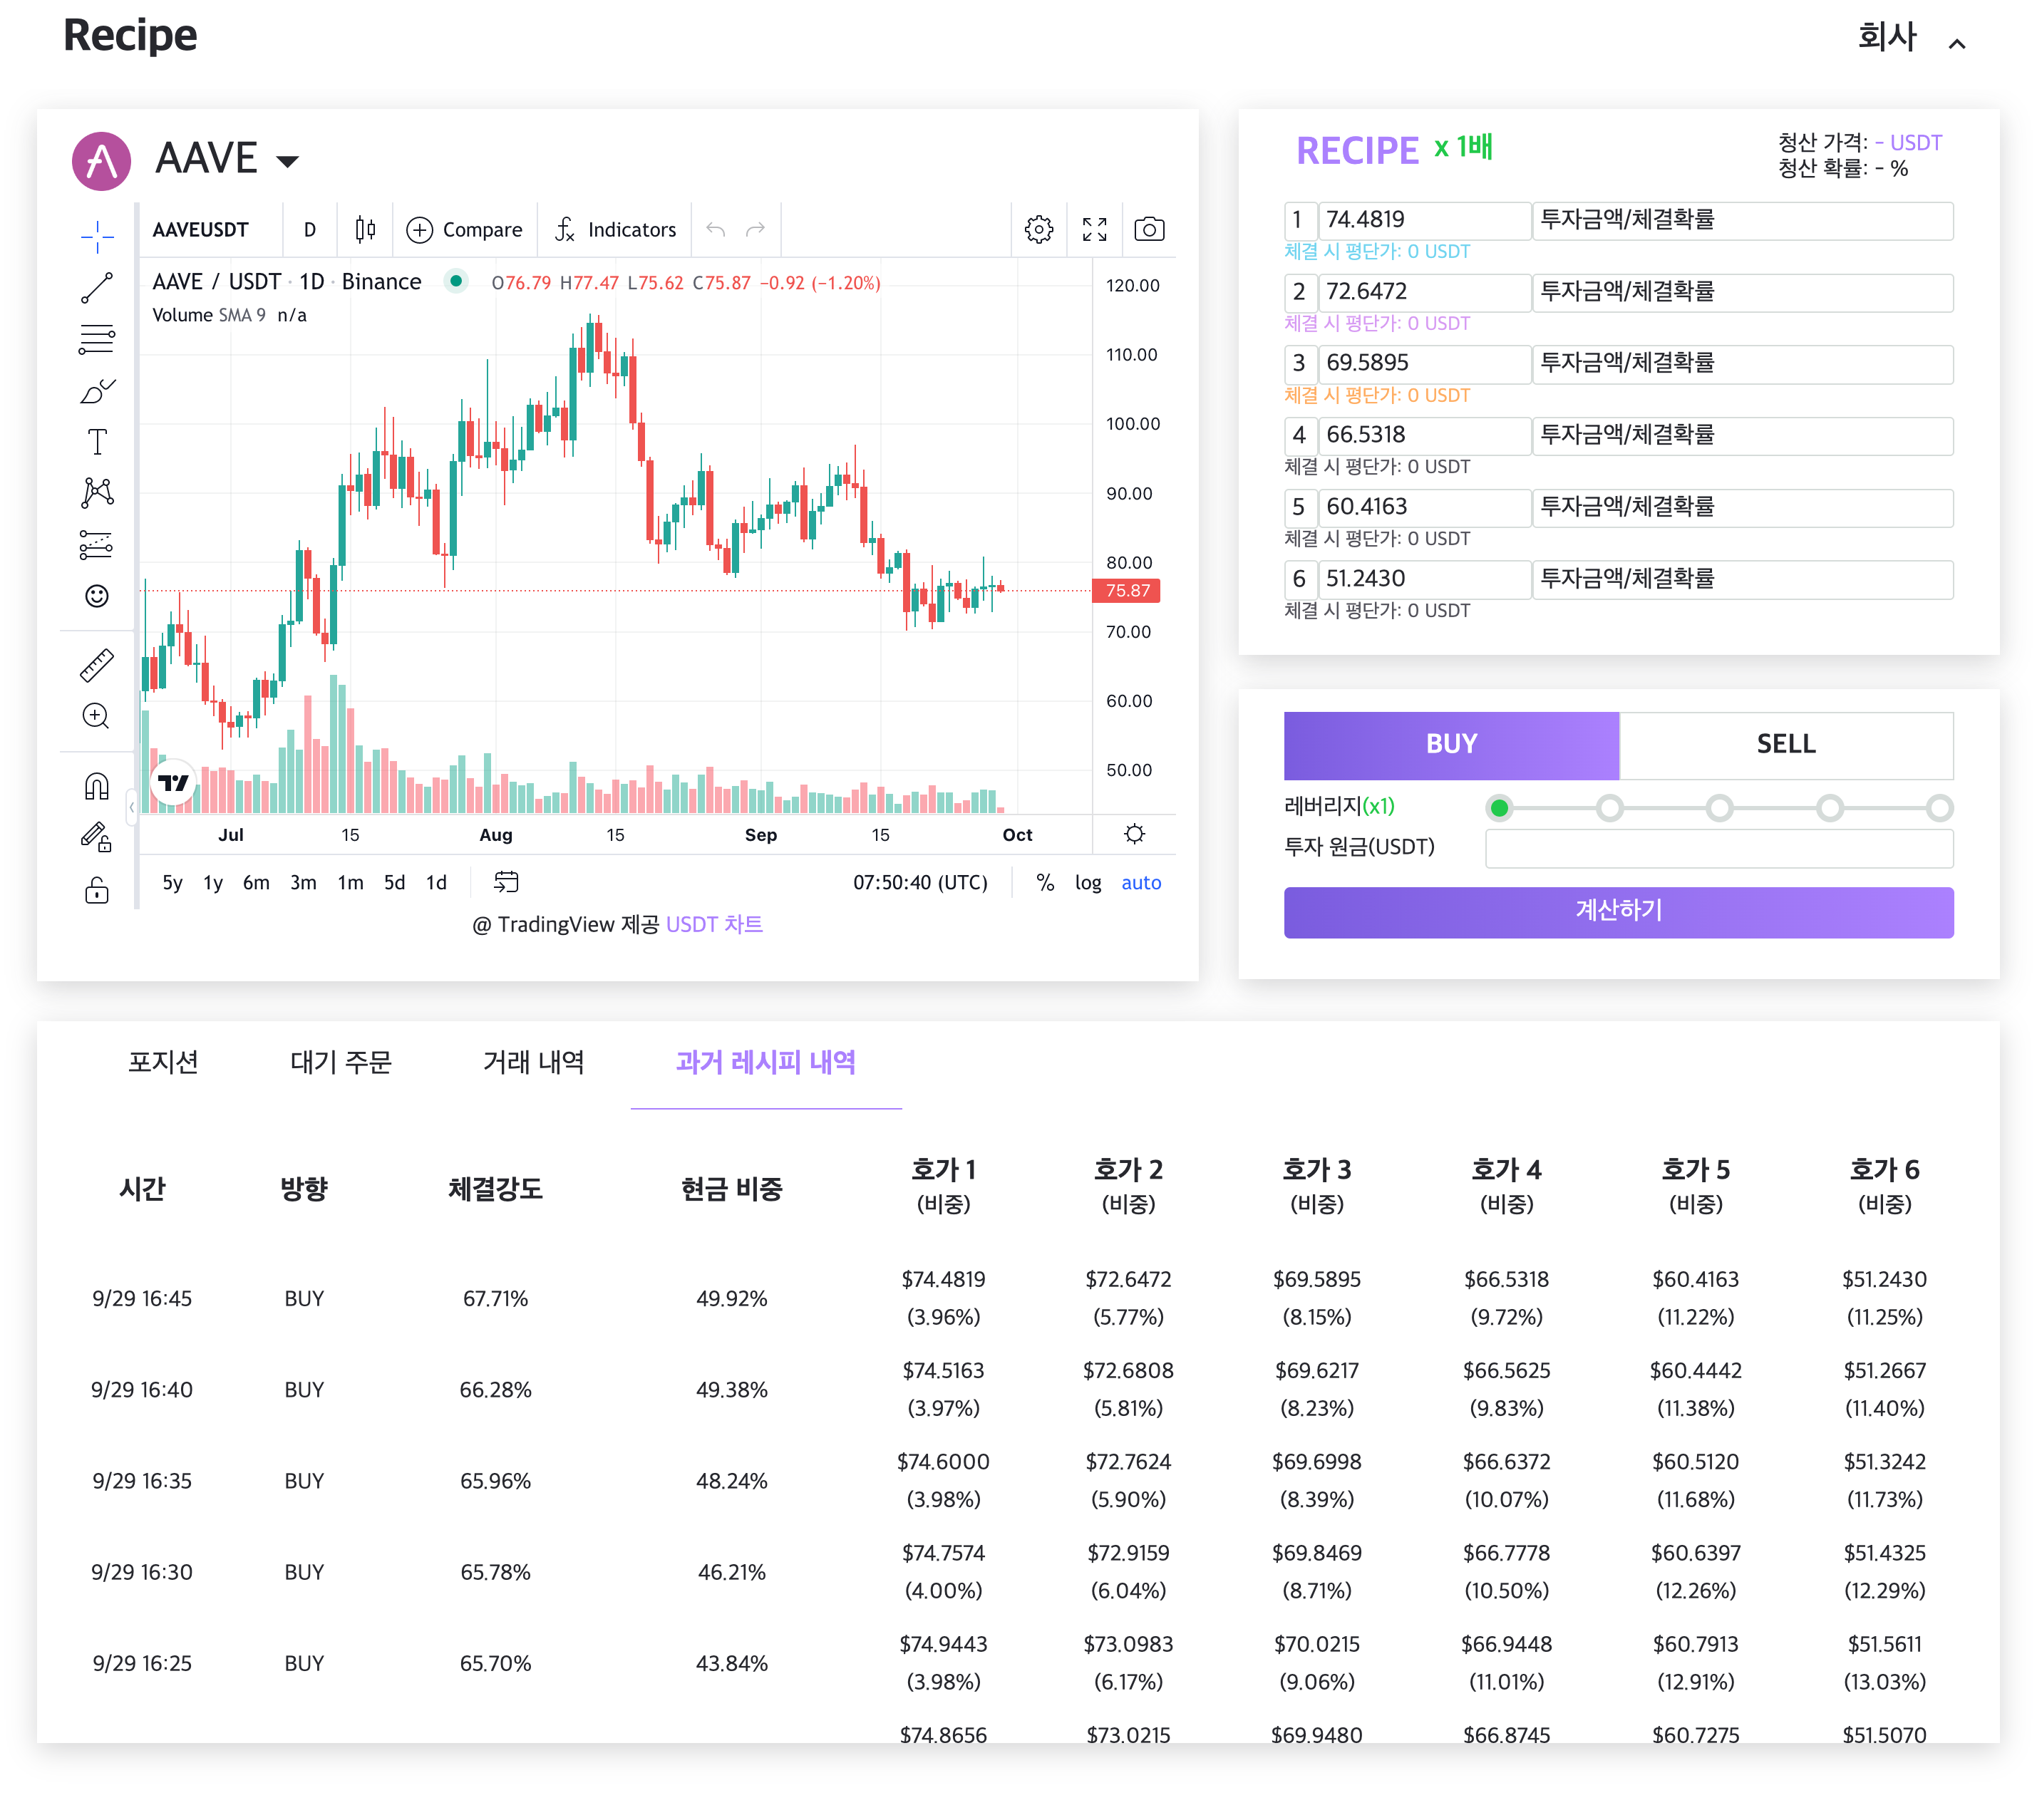 Recipe
회사
AAVE
AAVEUSDT D Compare Indicators
AAVE / USDT · 1D · Binance O76.79 H77.47 L75.62 C75.87 −0.92 (−1.20%)
Volume SMA 9 n/a
120.00
110.00
100.00
90.00
80.00
75.87
70.00
60.00
50.00
Jul 15 Aug 15 Sep 15 Oct
5y 1y 6m 3m 1m 5d 1d 07:50:40 (UTC) % log auto
@ TradingView 제공 USDT 차트
RECIPE x 1배
청산 가격: - USDT
청산 확률: - %
1 74.4819 투자금액/체결확률
체결 시 평단가: 0 USDT
2 72.6472 투자금액/체결확률
체결 시 평단가: 0 USDT
3 69.5895 투자금액/체결확률
체결 시 평단가: 0 USDT
4 66.5318 투자금액/체결확률
체결 시 평단가: 0 USDT
5 60.4163 투자금액/체결확률
체결 시 평단가: 0 USDT
6 51.2430 투자금액/체결확률
체결 시 평단가: 0 USDT
BUY SELL
레버리지(x1)
투자 원금(USDT)
계산하기
포지션 대기 주문 거래 내역 과거 레시피 내역
시간 방향 체결강도 현금 비중 호가 1 호가 2 호가 3 호가 4 호가 5 호가 6
(비중) (비중) (비중) (비중) (비중) (비중)
$74.4819 $72.6472 $69.5895 $66.5318 $60.4163 $51.2430
9/29 16:45 BUY 67.71% 49.92%
(3.96%) (5.77%) (8.15%) (9.72%) (11.22%) (11.25%)
$74.5163 $72.6808 $69.6217 $66.5625 $60.4442 $51.2667
9/29 16:40 BUY 66.28% 49.38%
(3.97%) (5.81%) (8.23%) (9.83%) (11.38%) (11.40%)
$74.6000 $72.7624 $69.6998 $66.6372 $60.5120 $51.3242
9/29 16:35 BUY 65.96% 48.24%
(3.98%) (5.90%) (8.39%) (10.07%) (11.68%) (11.73%)
$74.7574 $72.9159 $69.8469 $66.7778 $60.6397 $51.4325
9/29 16:30 BUY 65.78% 46.21%
(4.00%) (6.04%) (8.71%) (10.50%) (12.26%) (12.29%)
$74.9443 $73.0983 $70.0215 $66.9448 $60.7913 $51.5611
9/29 16:25 BUY 65.70% 43.84%
(3.98%) (6.17%) (9.06%) (11.01%) (12.91%) (13.03%)
$74.8656 $73.0215 $69.9480 $66.8745 $60.7275 $51.5070